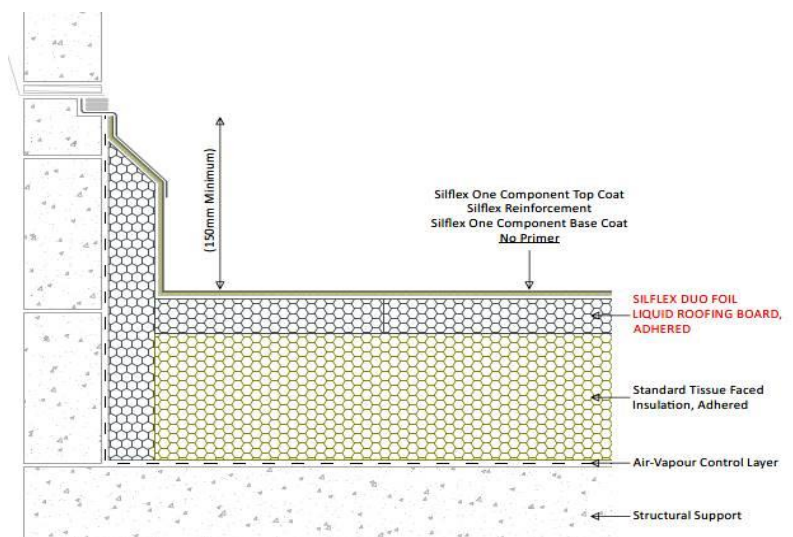 (150mm Minimum)
Silflex One Component Top Coat
Silflex Reinforcement
Silflex One Component Base Coat
No Primer
SILFLEX DUO FOIL
LIQUID ROOFING BOARD,
ADHERED
Standard Tissue Faced
Insulation, Adhered
Air-Vapour Control Layer
Structural Support